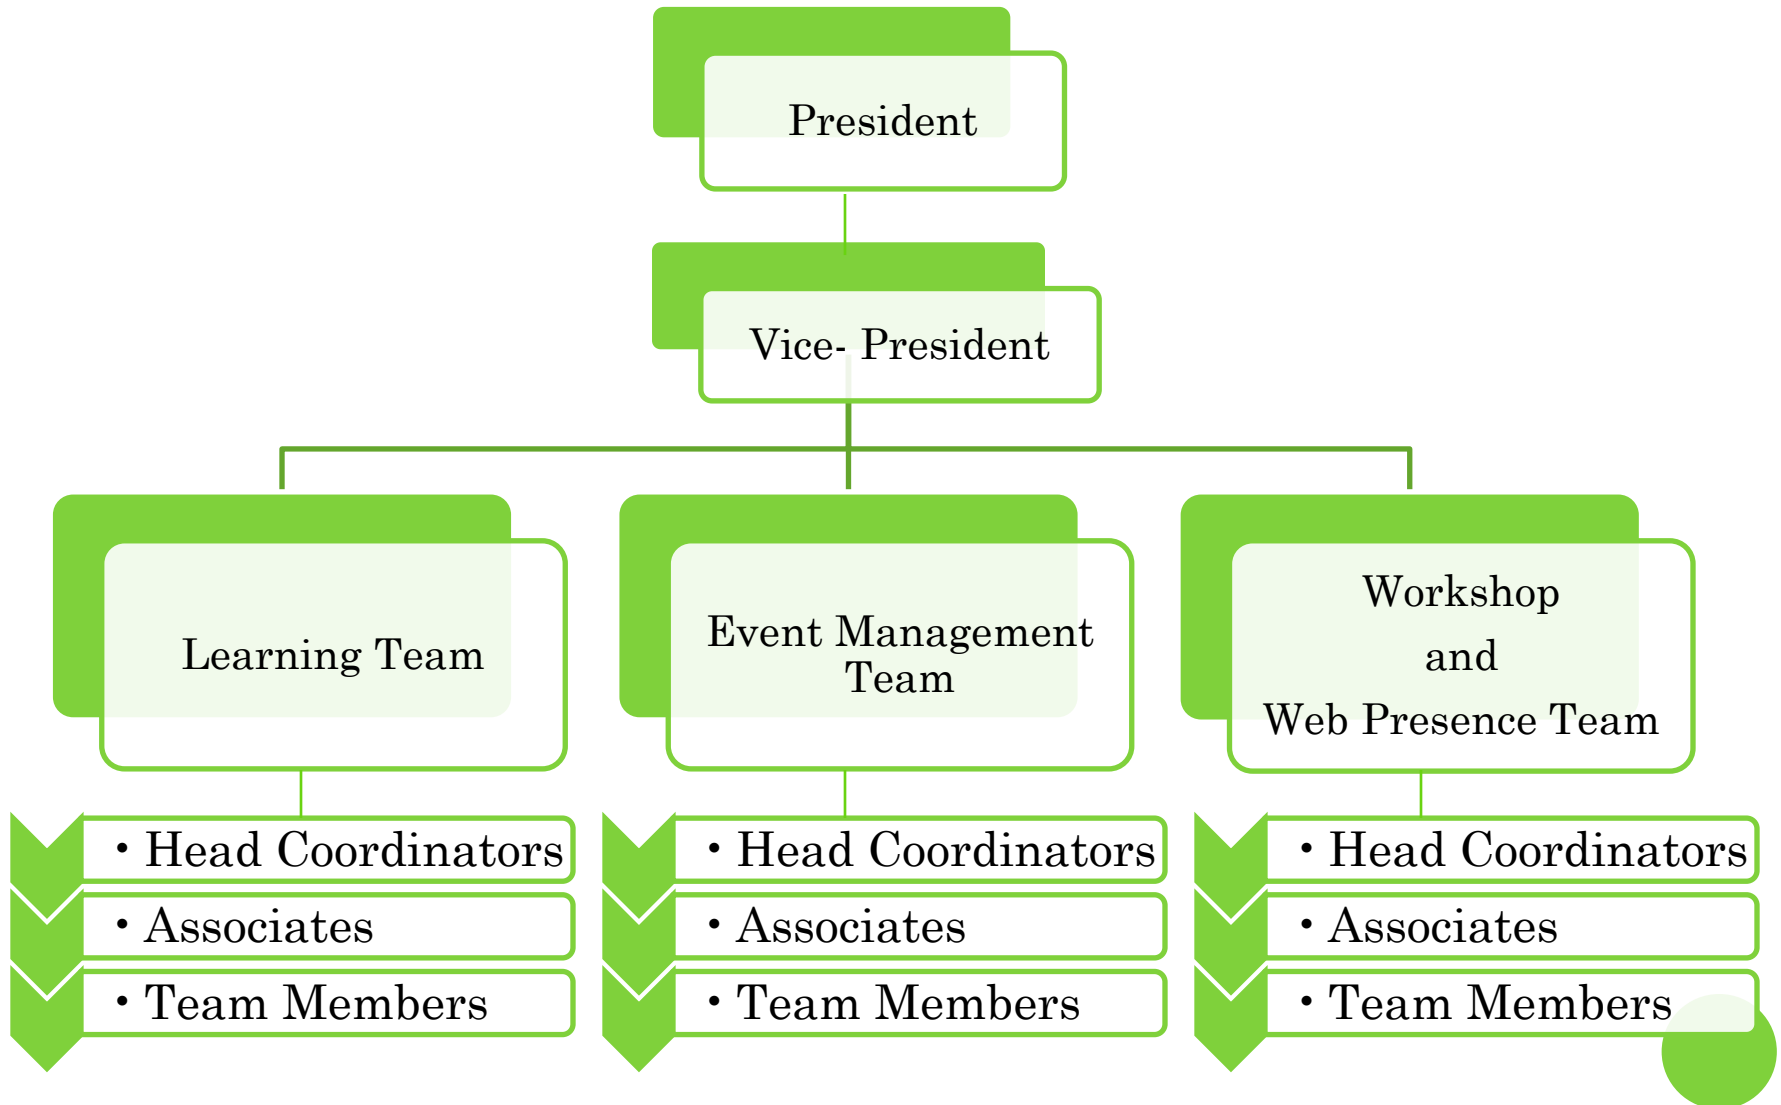 President
Vice- President
Learning Team
Event Management
Team
Workshop
and
Web Presence Team
• Head Coordinators
• Associates
• Team Members
• Head Coordinators
• Associates
• Team Members
• Head Coordinators
• Associates
• Team Members